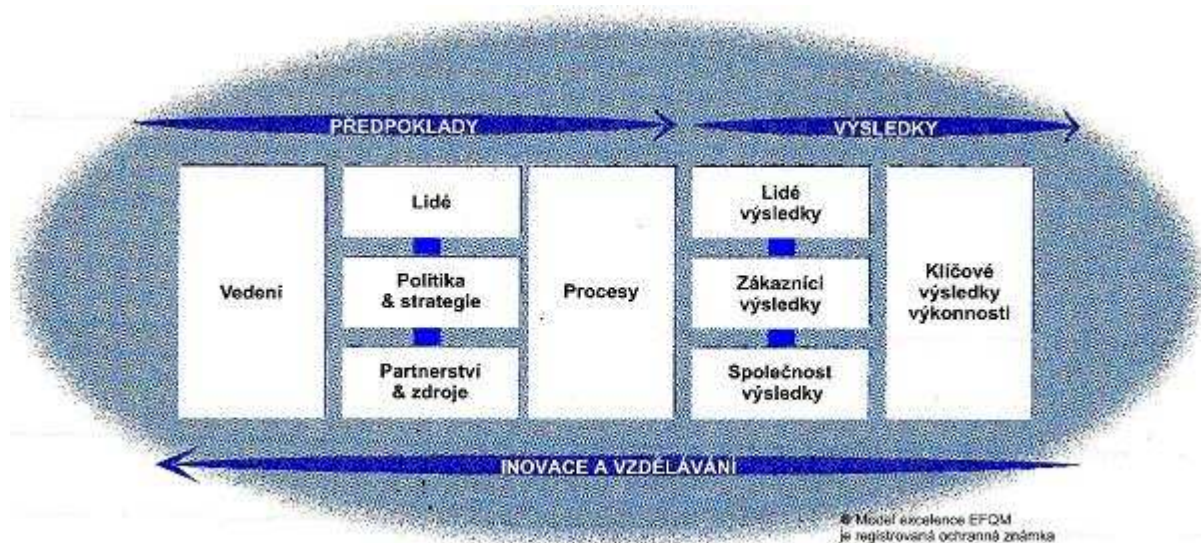 PŘEDPOKLADY
VÝSLEDKY
Vedení
Lidé
Politika
& strategie
Partnerství
& zdroje
Procesy
Lidé
výsledky
Zákazníci
výsledky
Společnost
výsledky
Klíčové
výsledky
výkonnosti
INOVACE A VZDĚLÁVÁNÍ
® Model excelence EFQM
je registrovaná ochranná známka